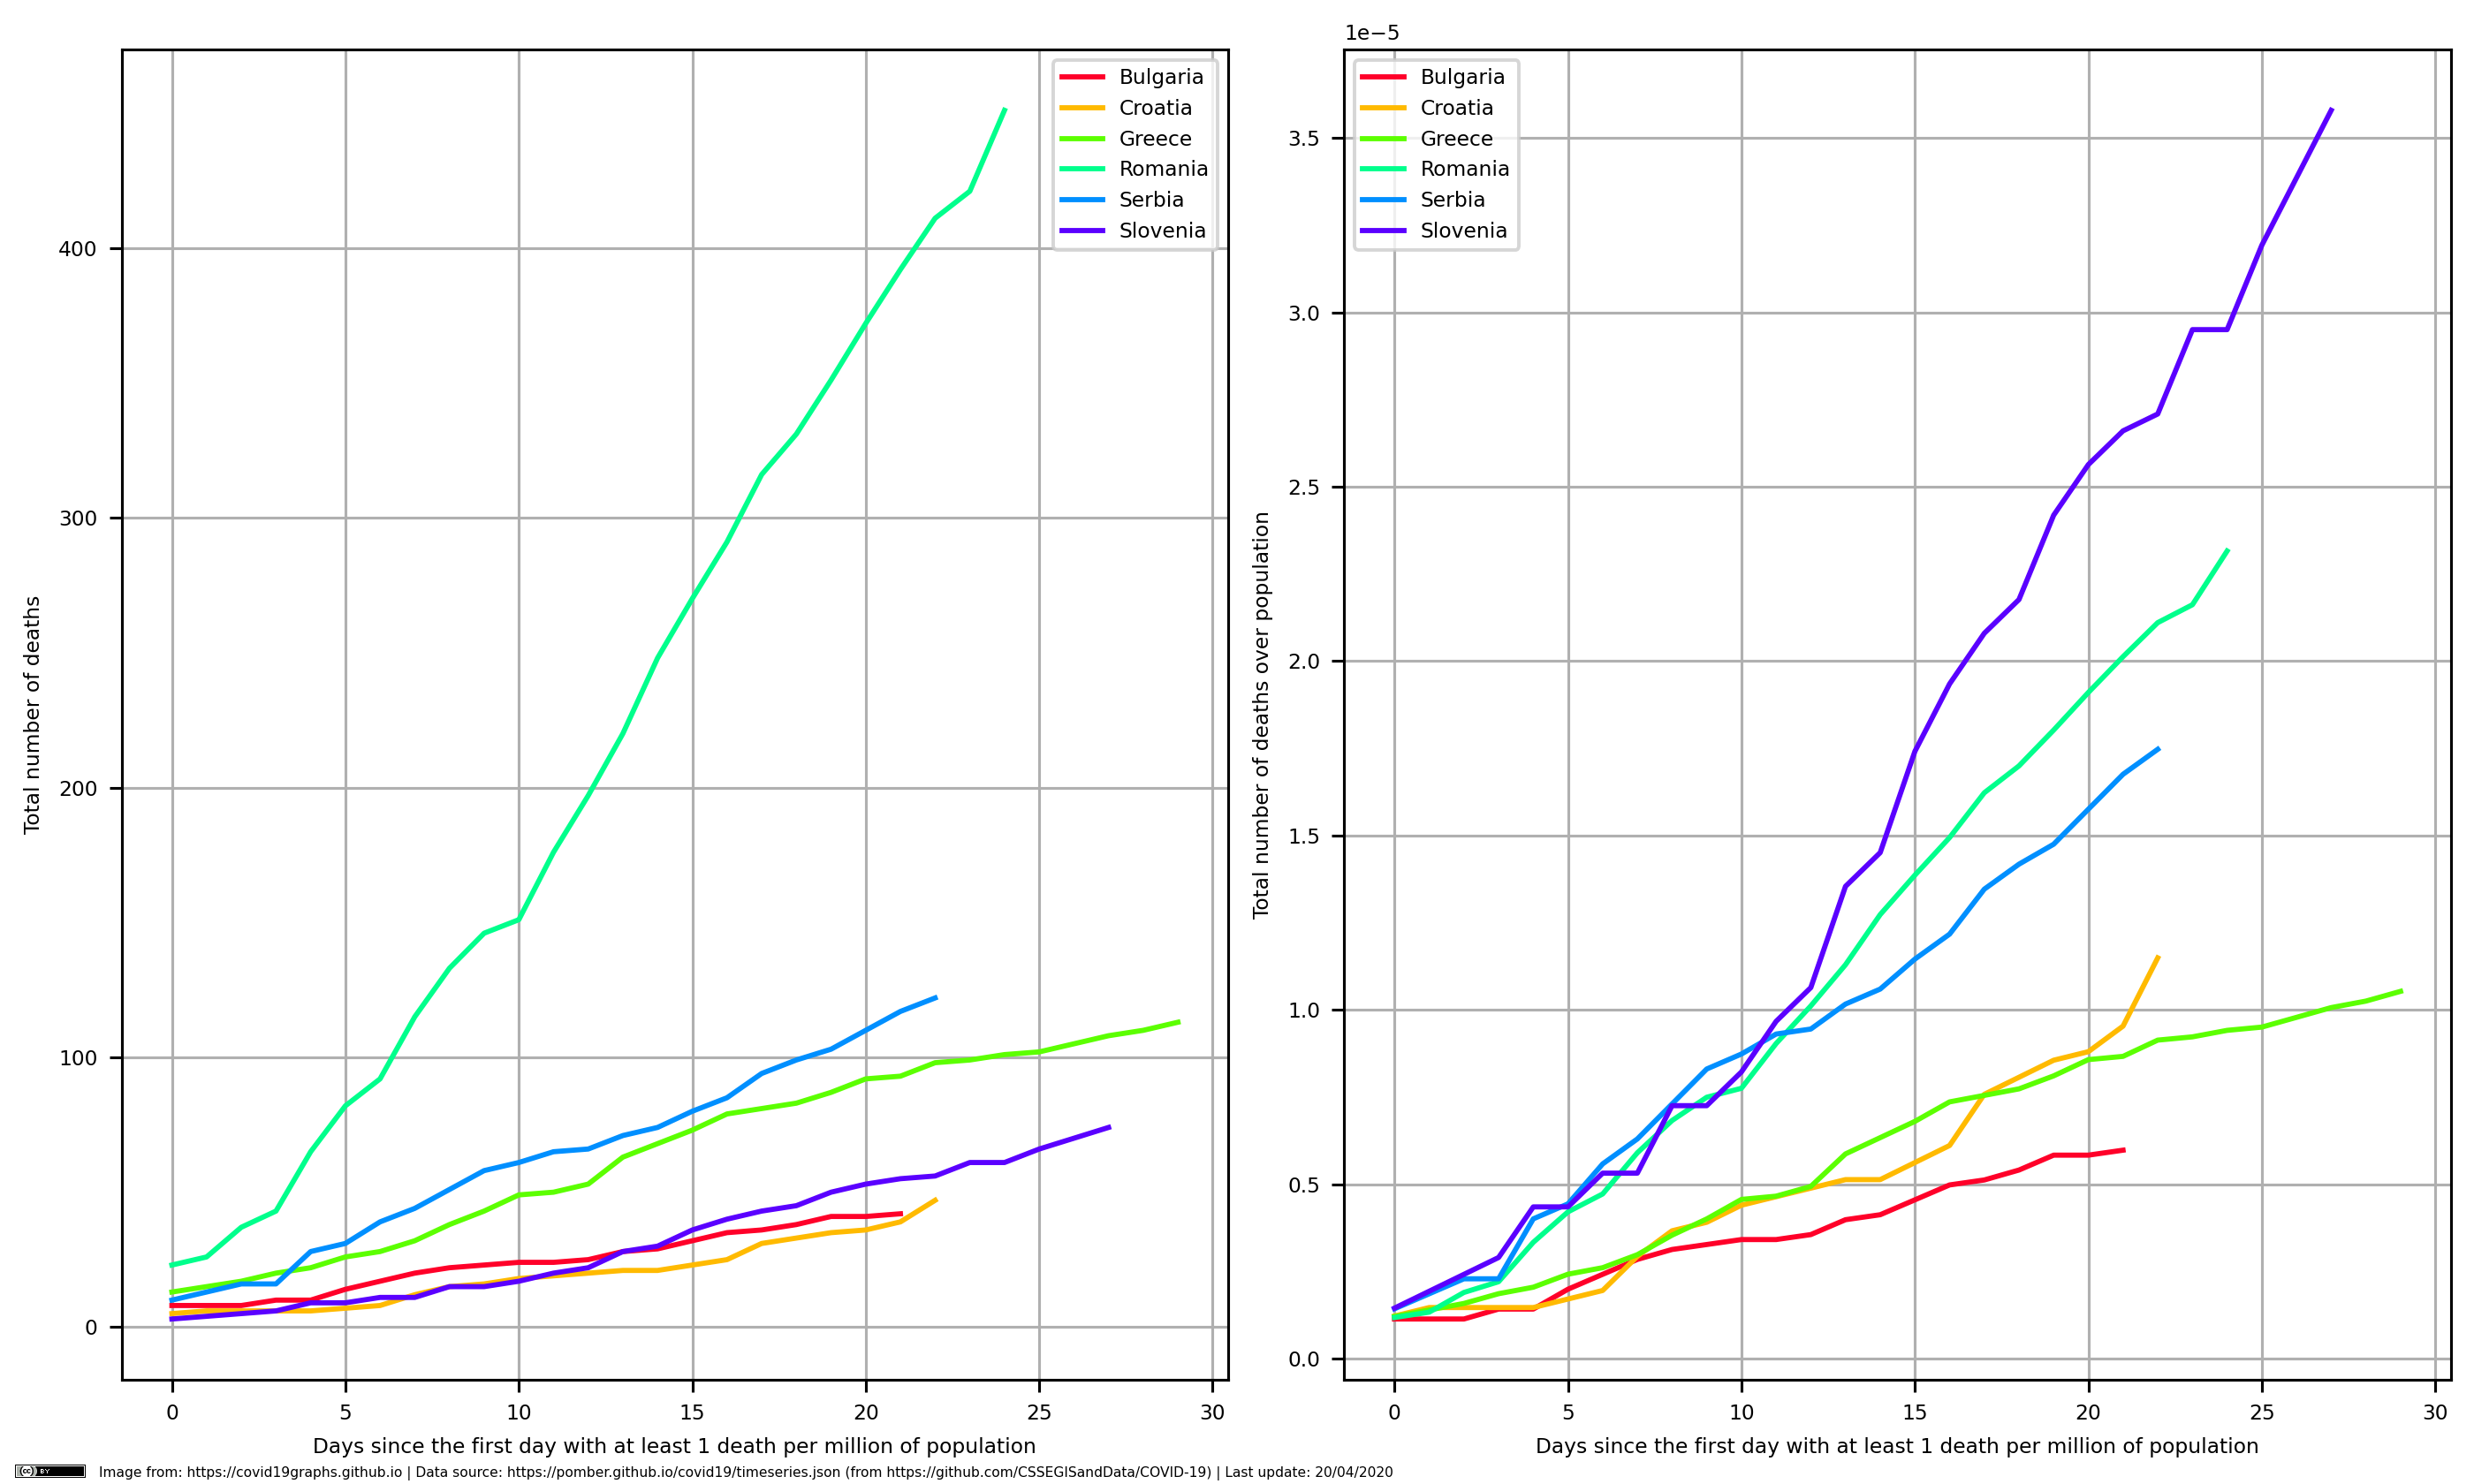 Total number of deaths
400
300
200
100
0
0 5 10 15 20 25 30
Days since the first day with at least 1 death per million of population
Bulgaria
Croatia
Greece
Romania
Serbia
Slovenia
1e−5
Total number of deaths over population
3.5
3.0
2.5
2.0
1.5
1.0
0.5
0.0
0 5 10 15 20 25 30
Days since the first day with at least 1 death per million of population
Bulgaria
Croatia
Greece
Romania
Serbia
Slovenia
(cc) BY
Image from: https://covid19graphs.github.io | Data source: https://pomber.github.io/covid19/timeseries.json (from https://github.com/CSSEGISandData/COVID-19) | Last update: 20/04/2020